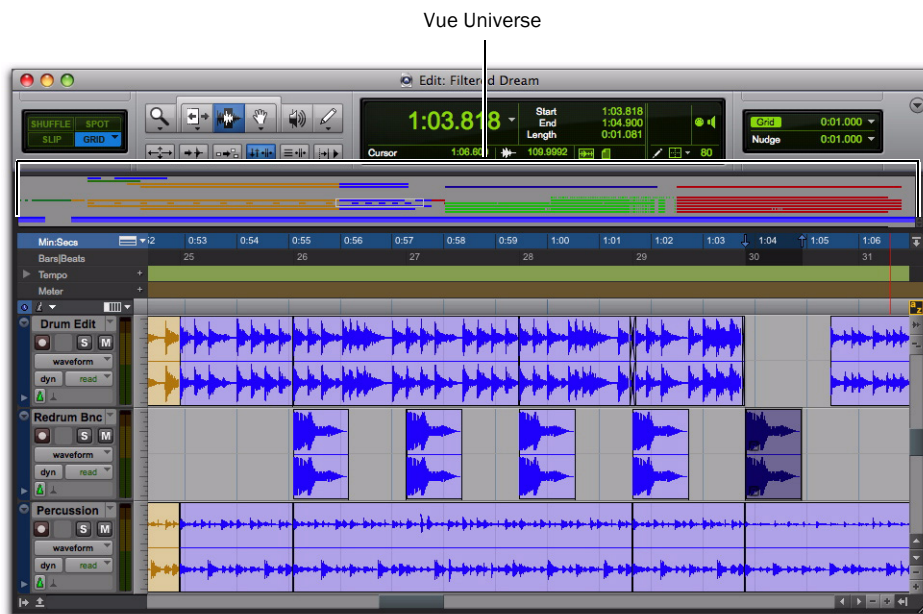 Vue Universe
Edit: Filtered Dream
SHUFFLE SPOT
SLIP GRID
1:03.818
Start 1:03.818
End 1:04.900
Length 0:01.081
Cursor 109.9992 80
Grid 0:01.000
Nudge 0:01.000
Min:Secs 0:53 0:54 0:55 0:56 0:57 0:58 0:59 1:00 1:01 1:02 1:03 1:04 1:05 1:06
Bars|Beats 25 26 27 28 29 30 31
Tempo
Meter
a z
Drum Edit
S M
waveform
dyn read
Redrum Bnc
S M
waveform
dyn read
Percussion
S M
waveform
dyn read